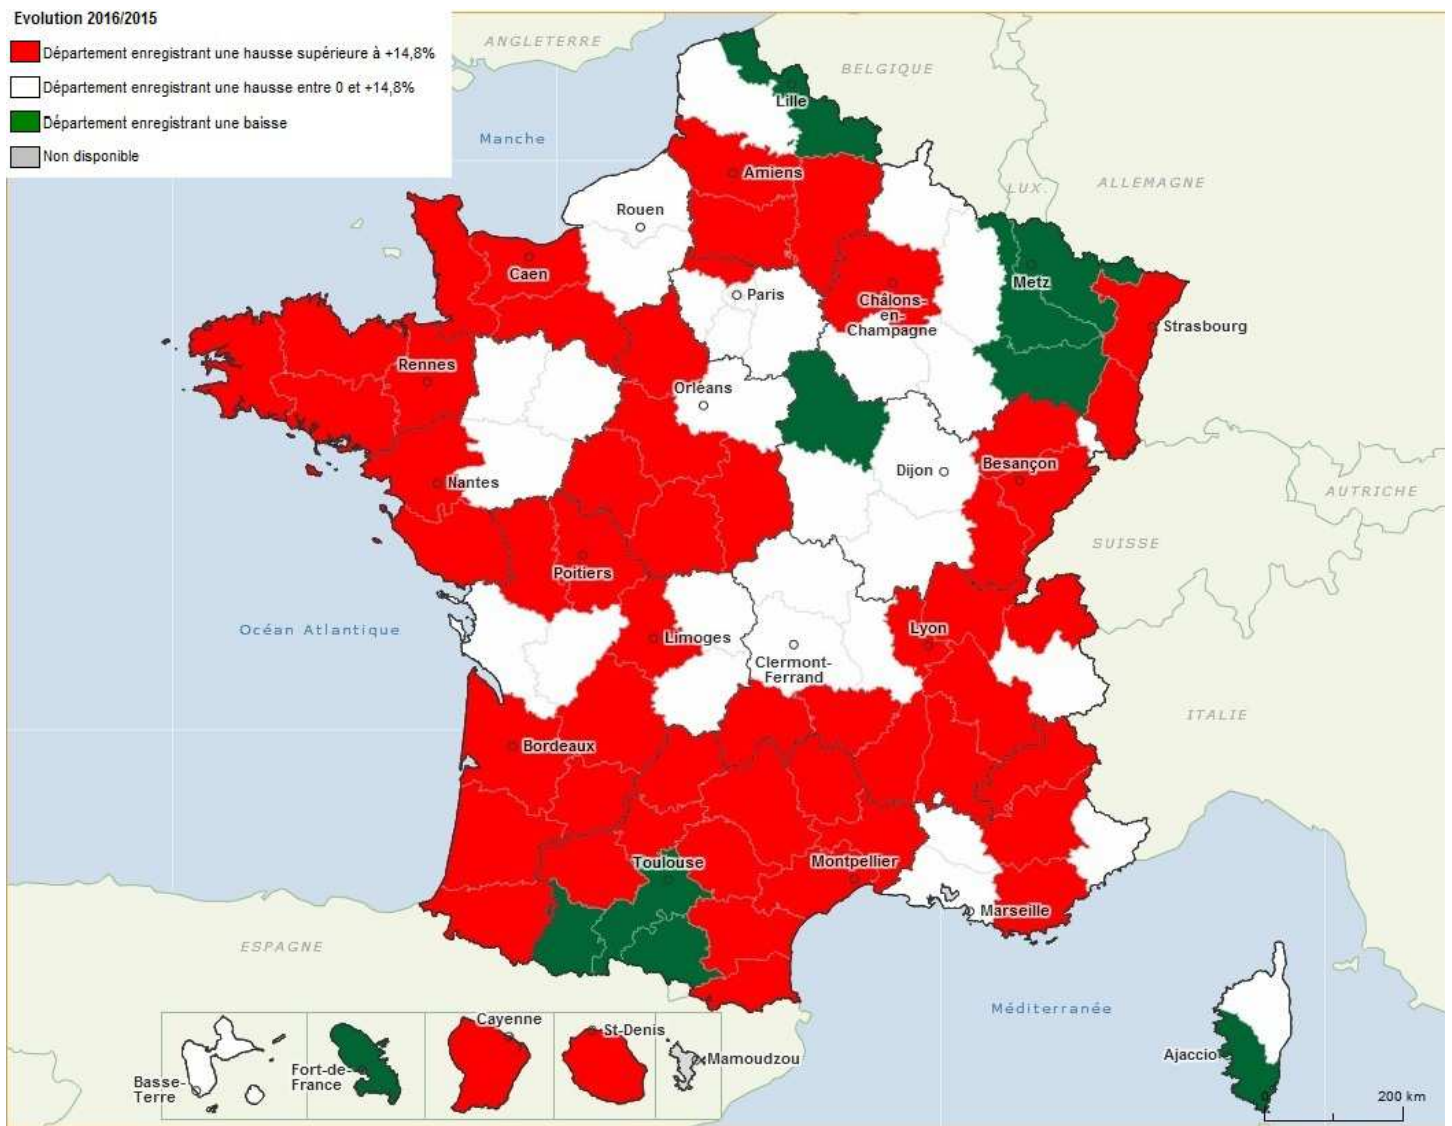 Evolution 2016/2015
Département enregistrant une hausse supérieure à +14,8%
Département enregistrant une hausse entre 0 et +14,8%
Département enregistrant une baisse
Non disponible
ANGLETERRE
BELGIQUE
Lille
Manche
Amiens
LUX.
ALLEMAGNE
Rouen
Caen
Metz
Paris
Châlons-
en-
Champagne
Strasbourg
Rennes
Orléans
Dijon
Besançon
Nantes
AUTRICHE
SUISSE
Poitiers
Océan Atlantique
Limoges
Lyon
Clermont-
Ferrand
ITALIE
Bordeaux
Toulouse
Montpellier
Marseille
ESPAGNE
Méditerranée
Cayenne
St-Denis
Mamoudzou
Fort-de-
France
Basse-
Terre
Ajaccio
0
200 km